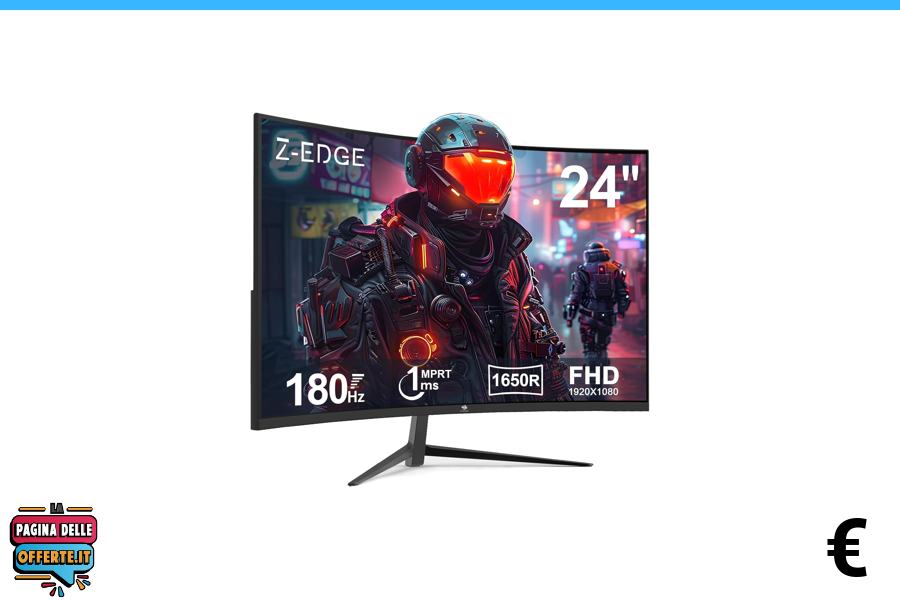 Z-EDGE
24"
180Hz
1 MPRT
ms
1650R
FHD
1920X1080
LA
PAGINA DELLE
OFFERTE.IT
€